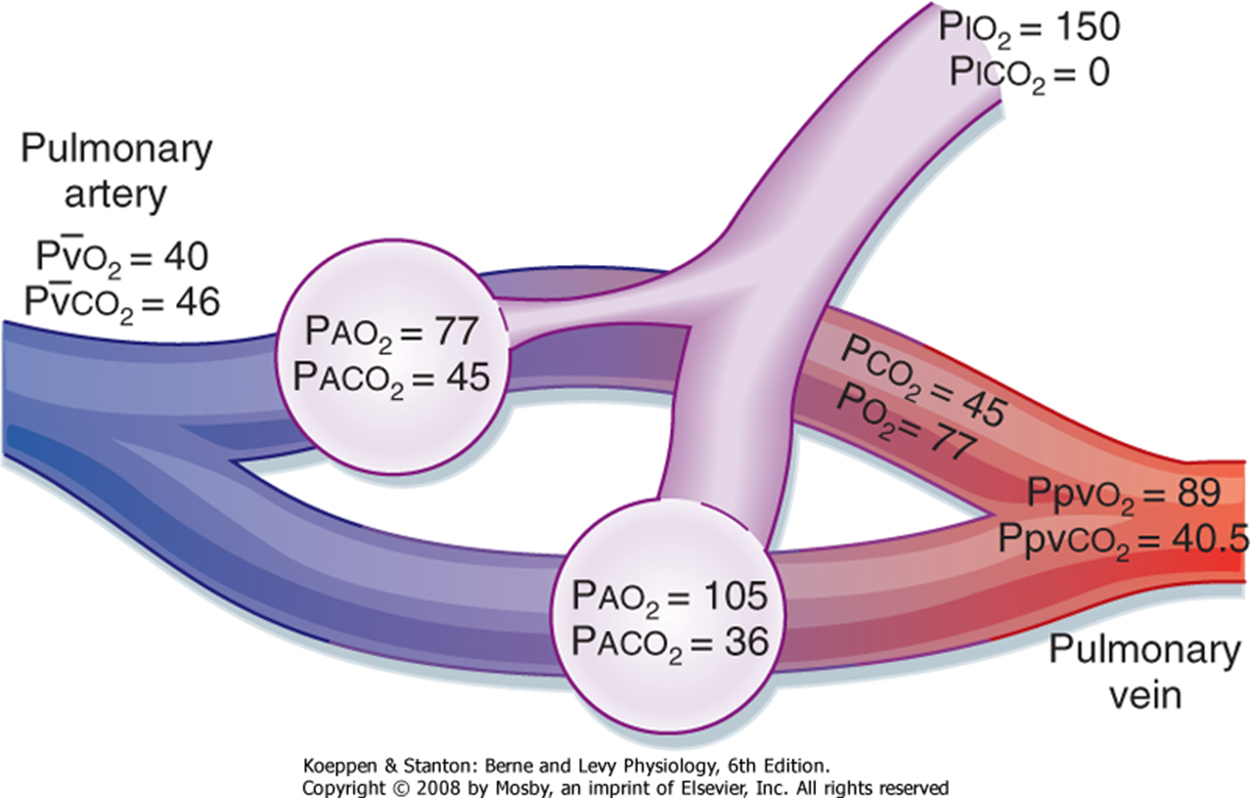 PIO₂ = 150
PICO₂ = 0
Pulmonary
artery
Pv̄O₂ = 40
Pv̄CO₂ = 46
PAO₂ = 77
PACO₂ = 45
PCO₂ = 45
PO₂ = 77
PpvO₂ = 89
PpvCO₂ = 40.5
PAO₂ = 105
PACO₂ = 36
Pulmonary
vein
Koeppen & Stanton: Berne and Levy Physiology, 6th Edition.
Copyright © 2008 by Mosby, an imprint of Elsevier, Inc. All rights reserved